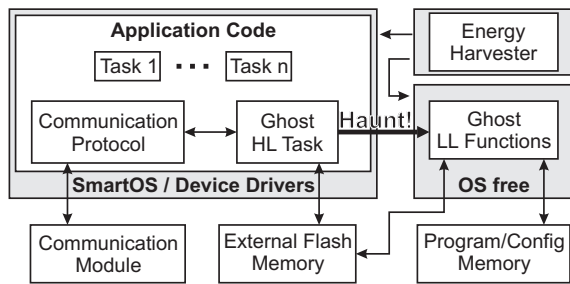 Application Code
Task 1
Task n
Energy
Harvester
Communication
Protocol
Ghost
HL Task
Haunt!
Ghost
LL Functions
SmartOS / Device Drivers
OS free
Communication
Module
External Flash
Memory
Program/Config
Memory